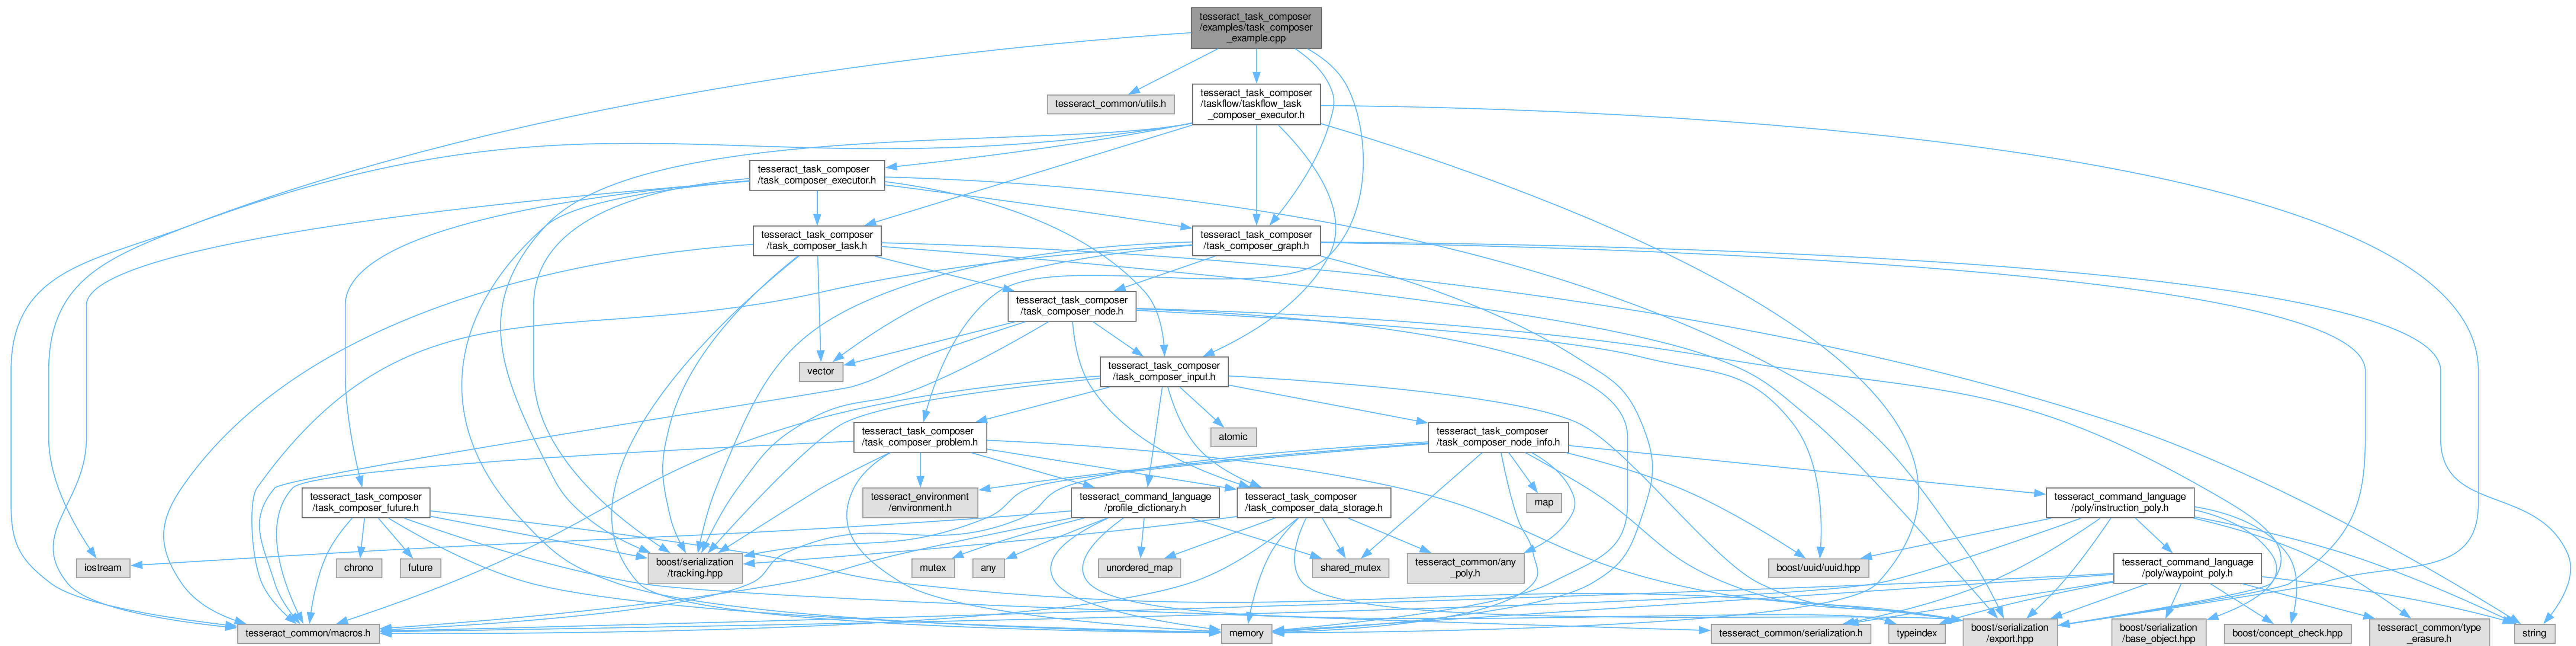 tesseract_task_composer
/examples/task_composer
_example.cpp
tesseract_common/utils.h
tesseract_task_composer
/taskflow/taskflow_task
_composer_executor.h
tesseract_task_composer
/task_composer_executor.h
tesseract_task_composer
/task_composer_task.h
tesseract_task_composer
/task_composer_graph.h
tesseract_task_composer
/task_composer_node.h
vector
tesseract_task_composer
/task_composer_input.h
tesseract_task_composer
/task_composer_problem.h
atomic
tesseract_task_composer
/task_composer_node_info.h
tesseract_task_composer
/task_composer_future.h
tesseract_environment
/environment.h
tesseract_command_language
/profile_dictionary.h
tesseract_task_composer
/task_composer_data_storage.h
map
tesseract_command_language
/poly/instruction_poly.h
iostream
chrono
future
boost/serialization
/tracking.hpp
mutex
any
unordered_map
shared_mutex
tesseract_common/any
_poly.h
boost/uuid/uuid.hpp
tesseract_command_language
/poly/waypoint_poly.h
tesseract_common/macros.h
memory
tesseract_common/serialization.h
typeindex
boost/serialization
/export.hpp
boost/serialization
/base_object.hpp
boost/concept_check.hpp
tesseract_common/type
_erasure.h
string